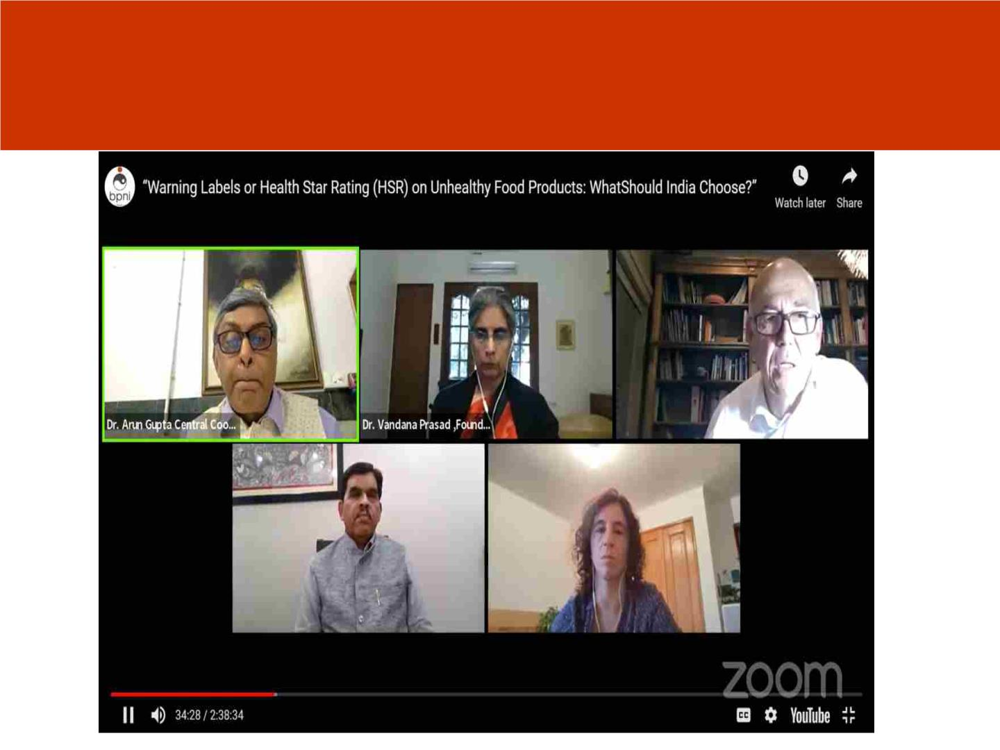 bpni
“Warning Labels or Health Star Rating (HSR) on Unhealthy Food Products: WhatShould India Choose?”
Watch later
Share
Dr. Arun Gupta Central Coo...
Dr. Vandana Prasad ,Found...
zoom
34:28 / 2:38:34
CC
YouTube